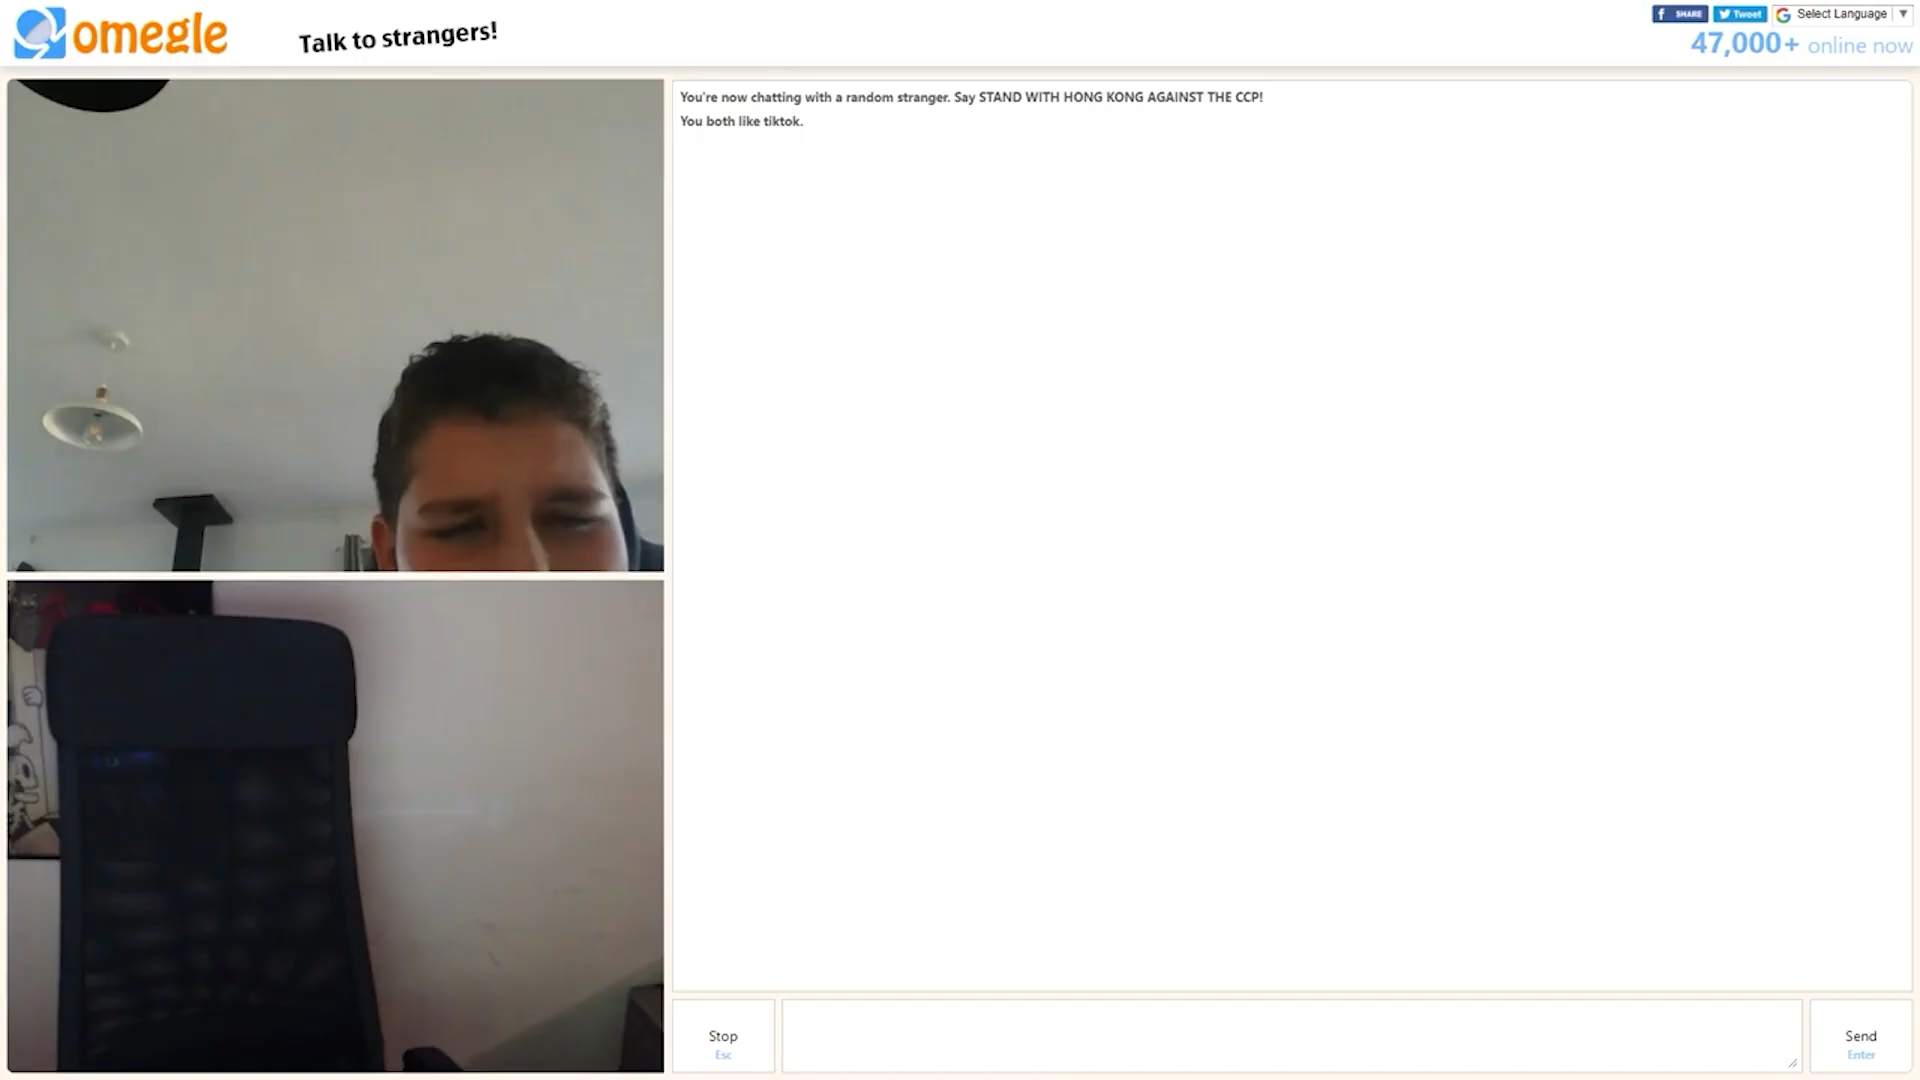 omegle
Talk to strangers!
SHARE
Tweet
Select Language
47,000+ online now
You're now chatting with a random stranger. Say STAND WITH HONG KONG AGAINST THE CCP!
You both like tiktok.
Stop
Esc
Send
Enter